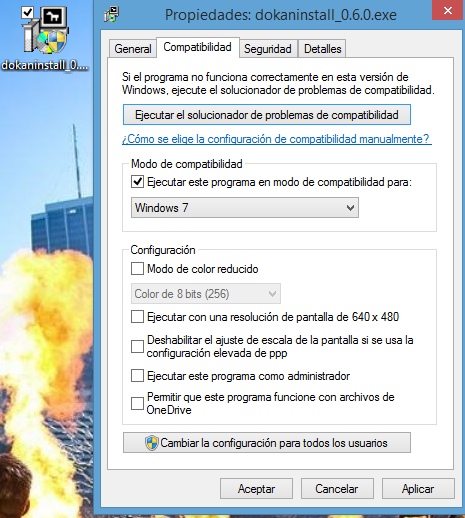 Propiedades: dokaninstall_0.6.0.exe
dokaninstall_0....
General
Compatibilidad
Seguridad
Detalles
Si el programa no funciona correctamente en esta versión de
Windows, ejecute el solucionador de problemas de compatibilidad.
Ejecutar el solucionador de problemas de compatibilidad
¿Cómo se elige la configuración de compatibilidad manualmente?
Modo de compatibilidad
Ejecutar este programa en modo de compatibilidad para:
Windows 7
Configuración
Modo de color reducido
Color de 8 bits (256)
Ejecutar con una resolución de pantalla de 640 x 480
Deshabilitar el ajuste de escala de la pantalla si se usa la
configuración elevada de ppp
Ejecutar este programa como administrador
Permitir que este programa funcione con archivos de
OneDrive
Cambiar la configuración para todos los usuarios
Aceptar
Cancelar
Aplicar